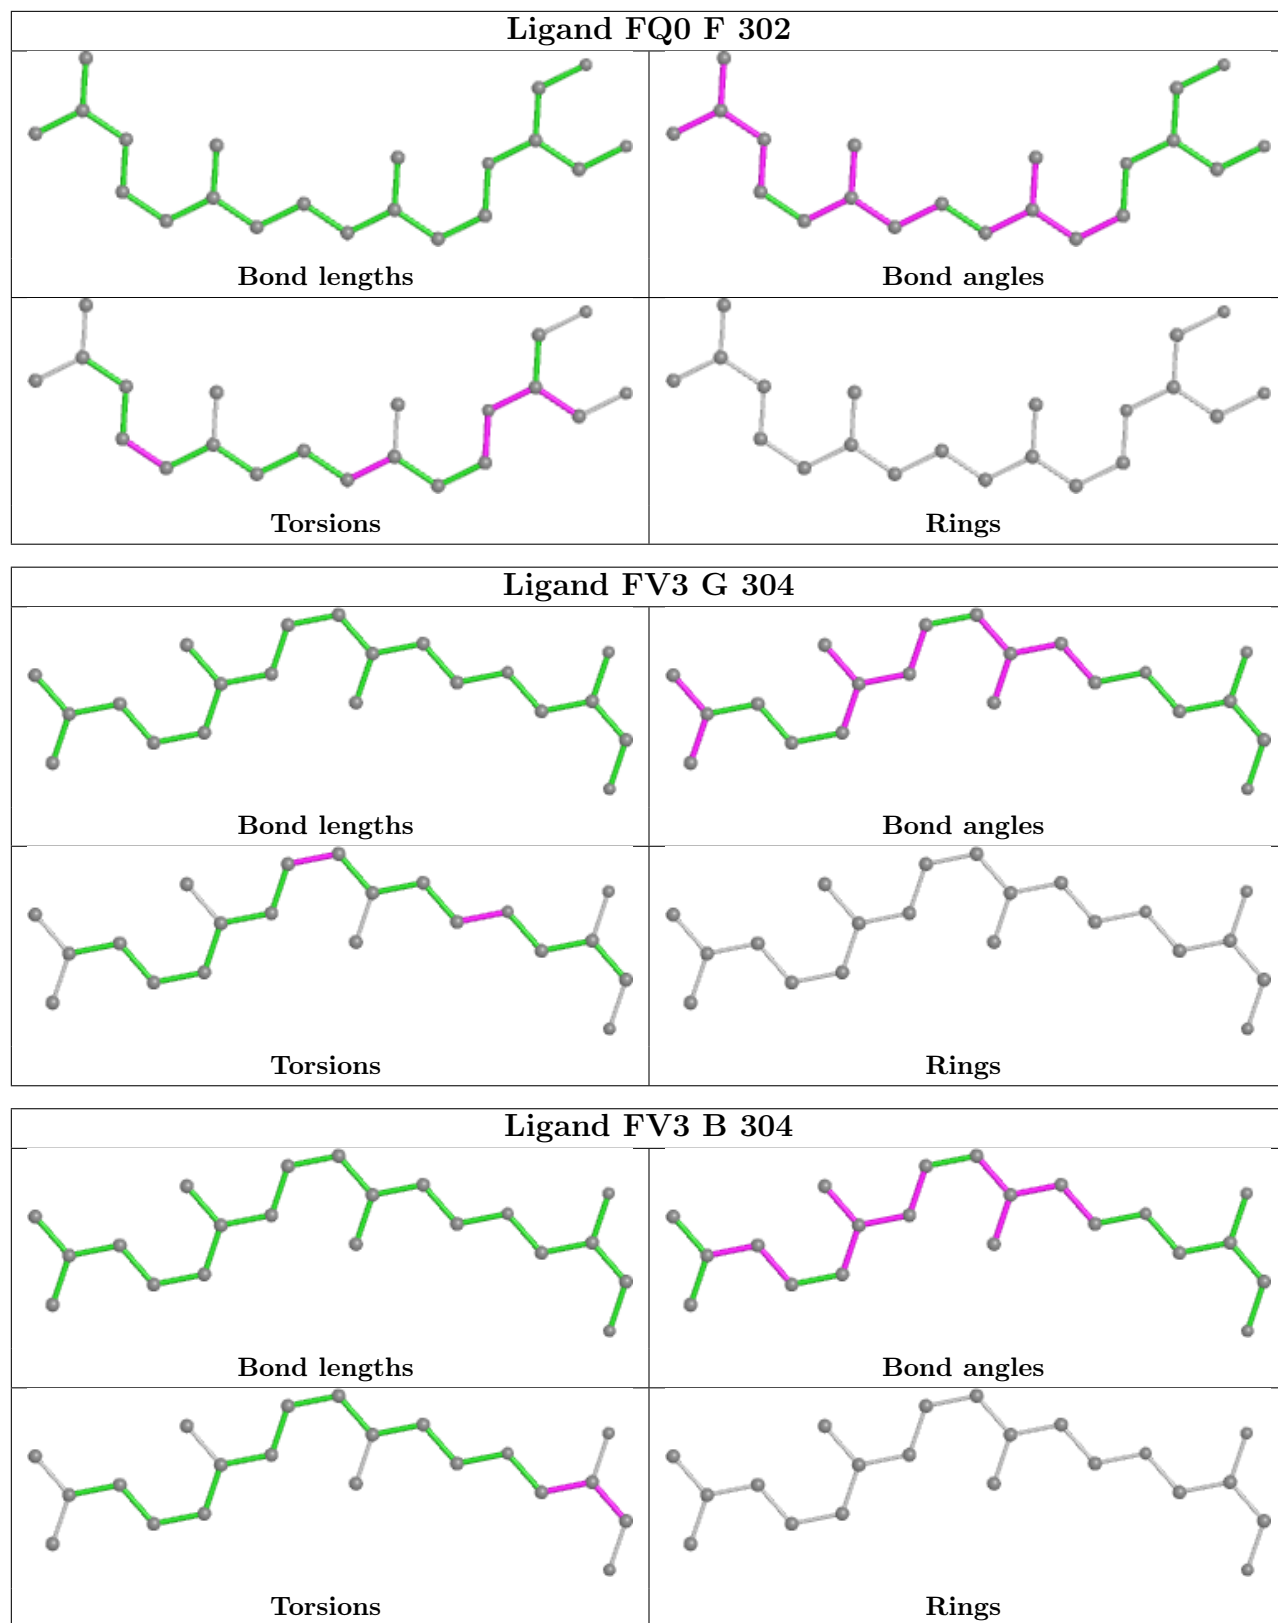 Ligand FQ0 F 302
Bond lengths
Bond angles
Torsions
Rings
Ligand FV3 G 304
Bond lengths
Bond angles
Torsions
Rings
Ligand FV3 B 304
Bond lengths
Bond angles
Torsions
Rings